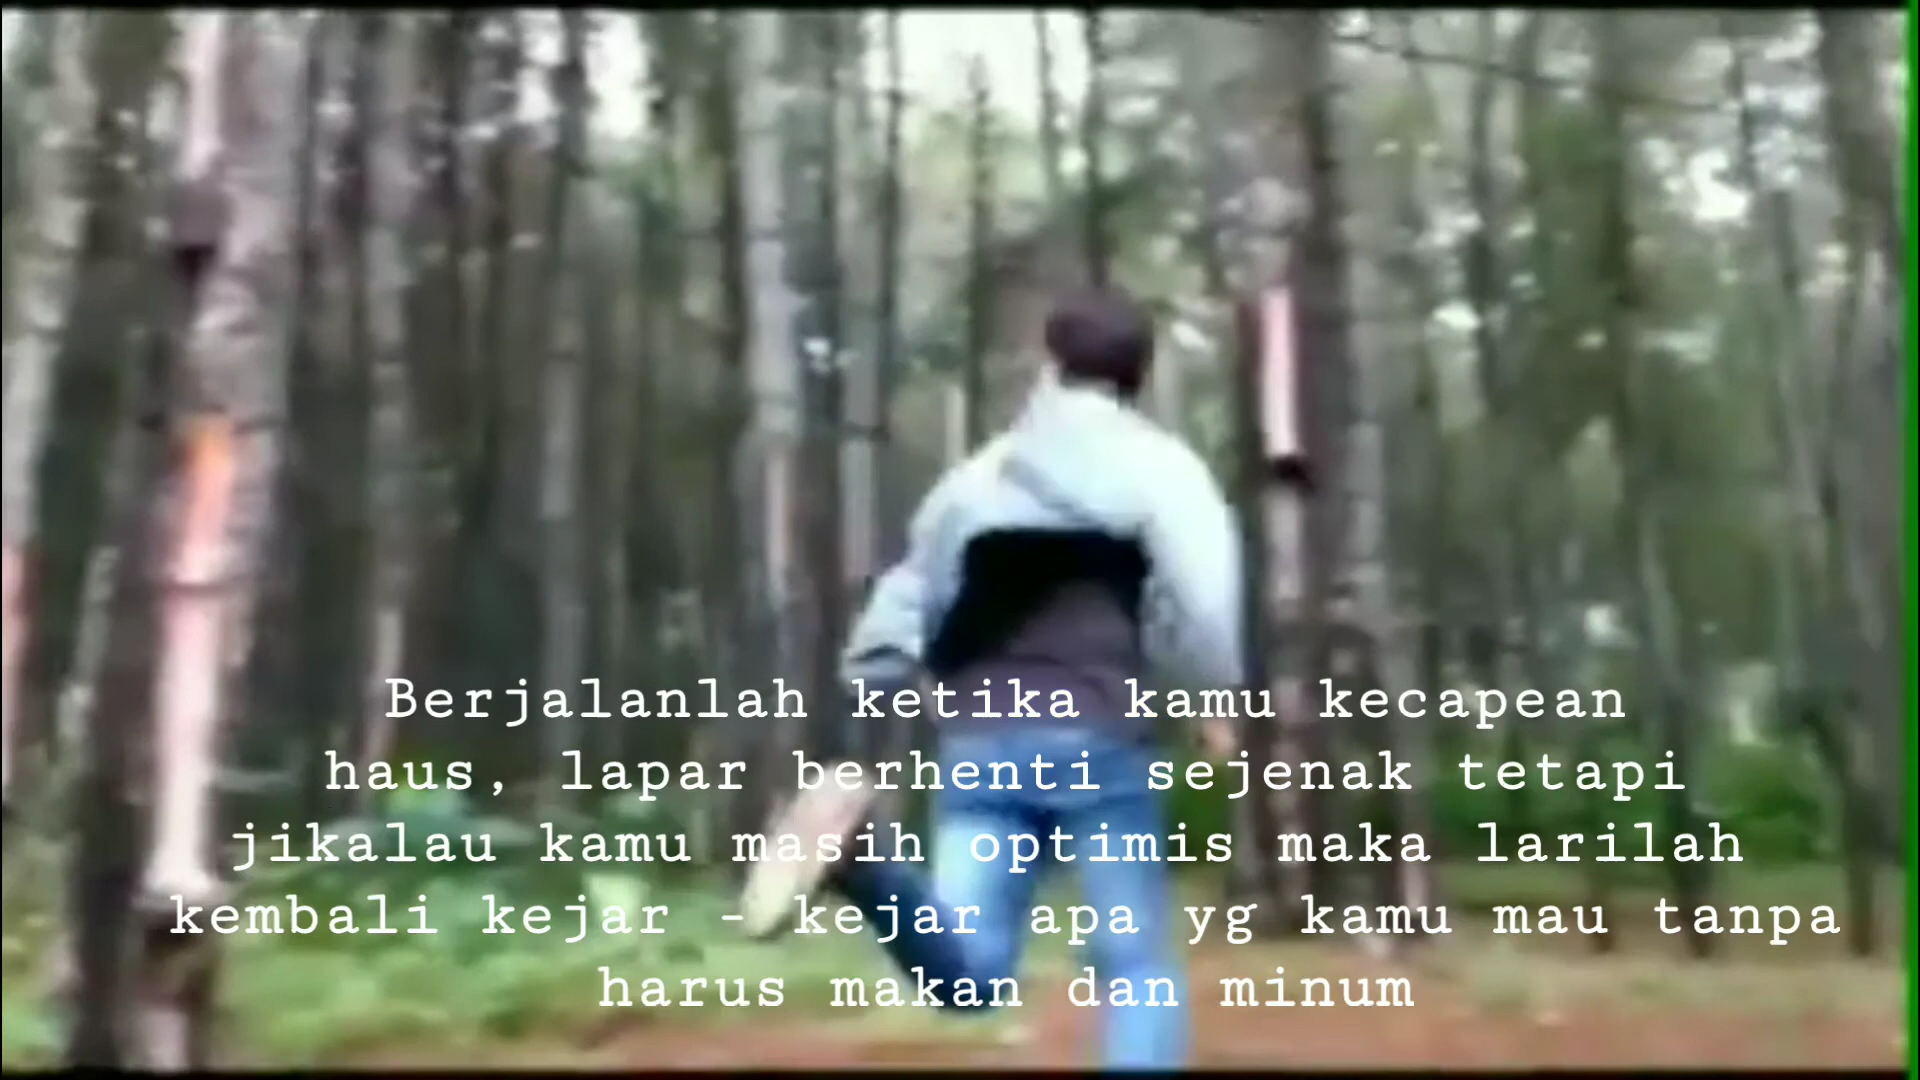 Berjalanlah ketika kamu kecapean
haus, lapar berhenti sejenak tetapi
jikalau kamu masih optimis maka larilah
kembali kejar - kejar apa yg kamu mau tanpa
harus makan dan minum